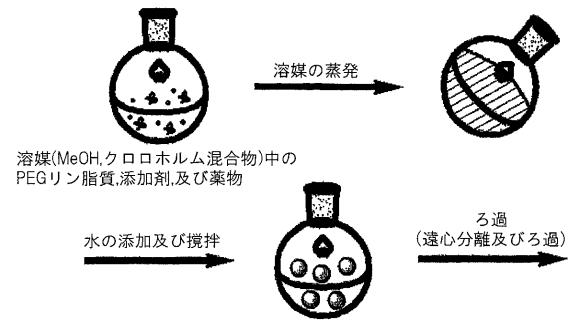 溶媒の蒸発
溶媒(MeOH,クロロホルム混合物)中の
PEGリン脂質,添加剤,及び薬物
水の添加及び撹拌
ろ過
(遠心分離及びろ過)